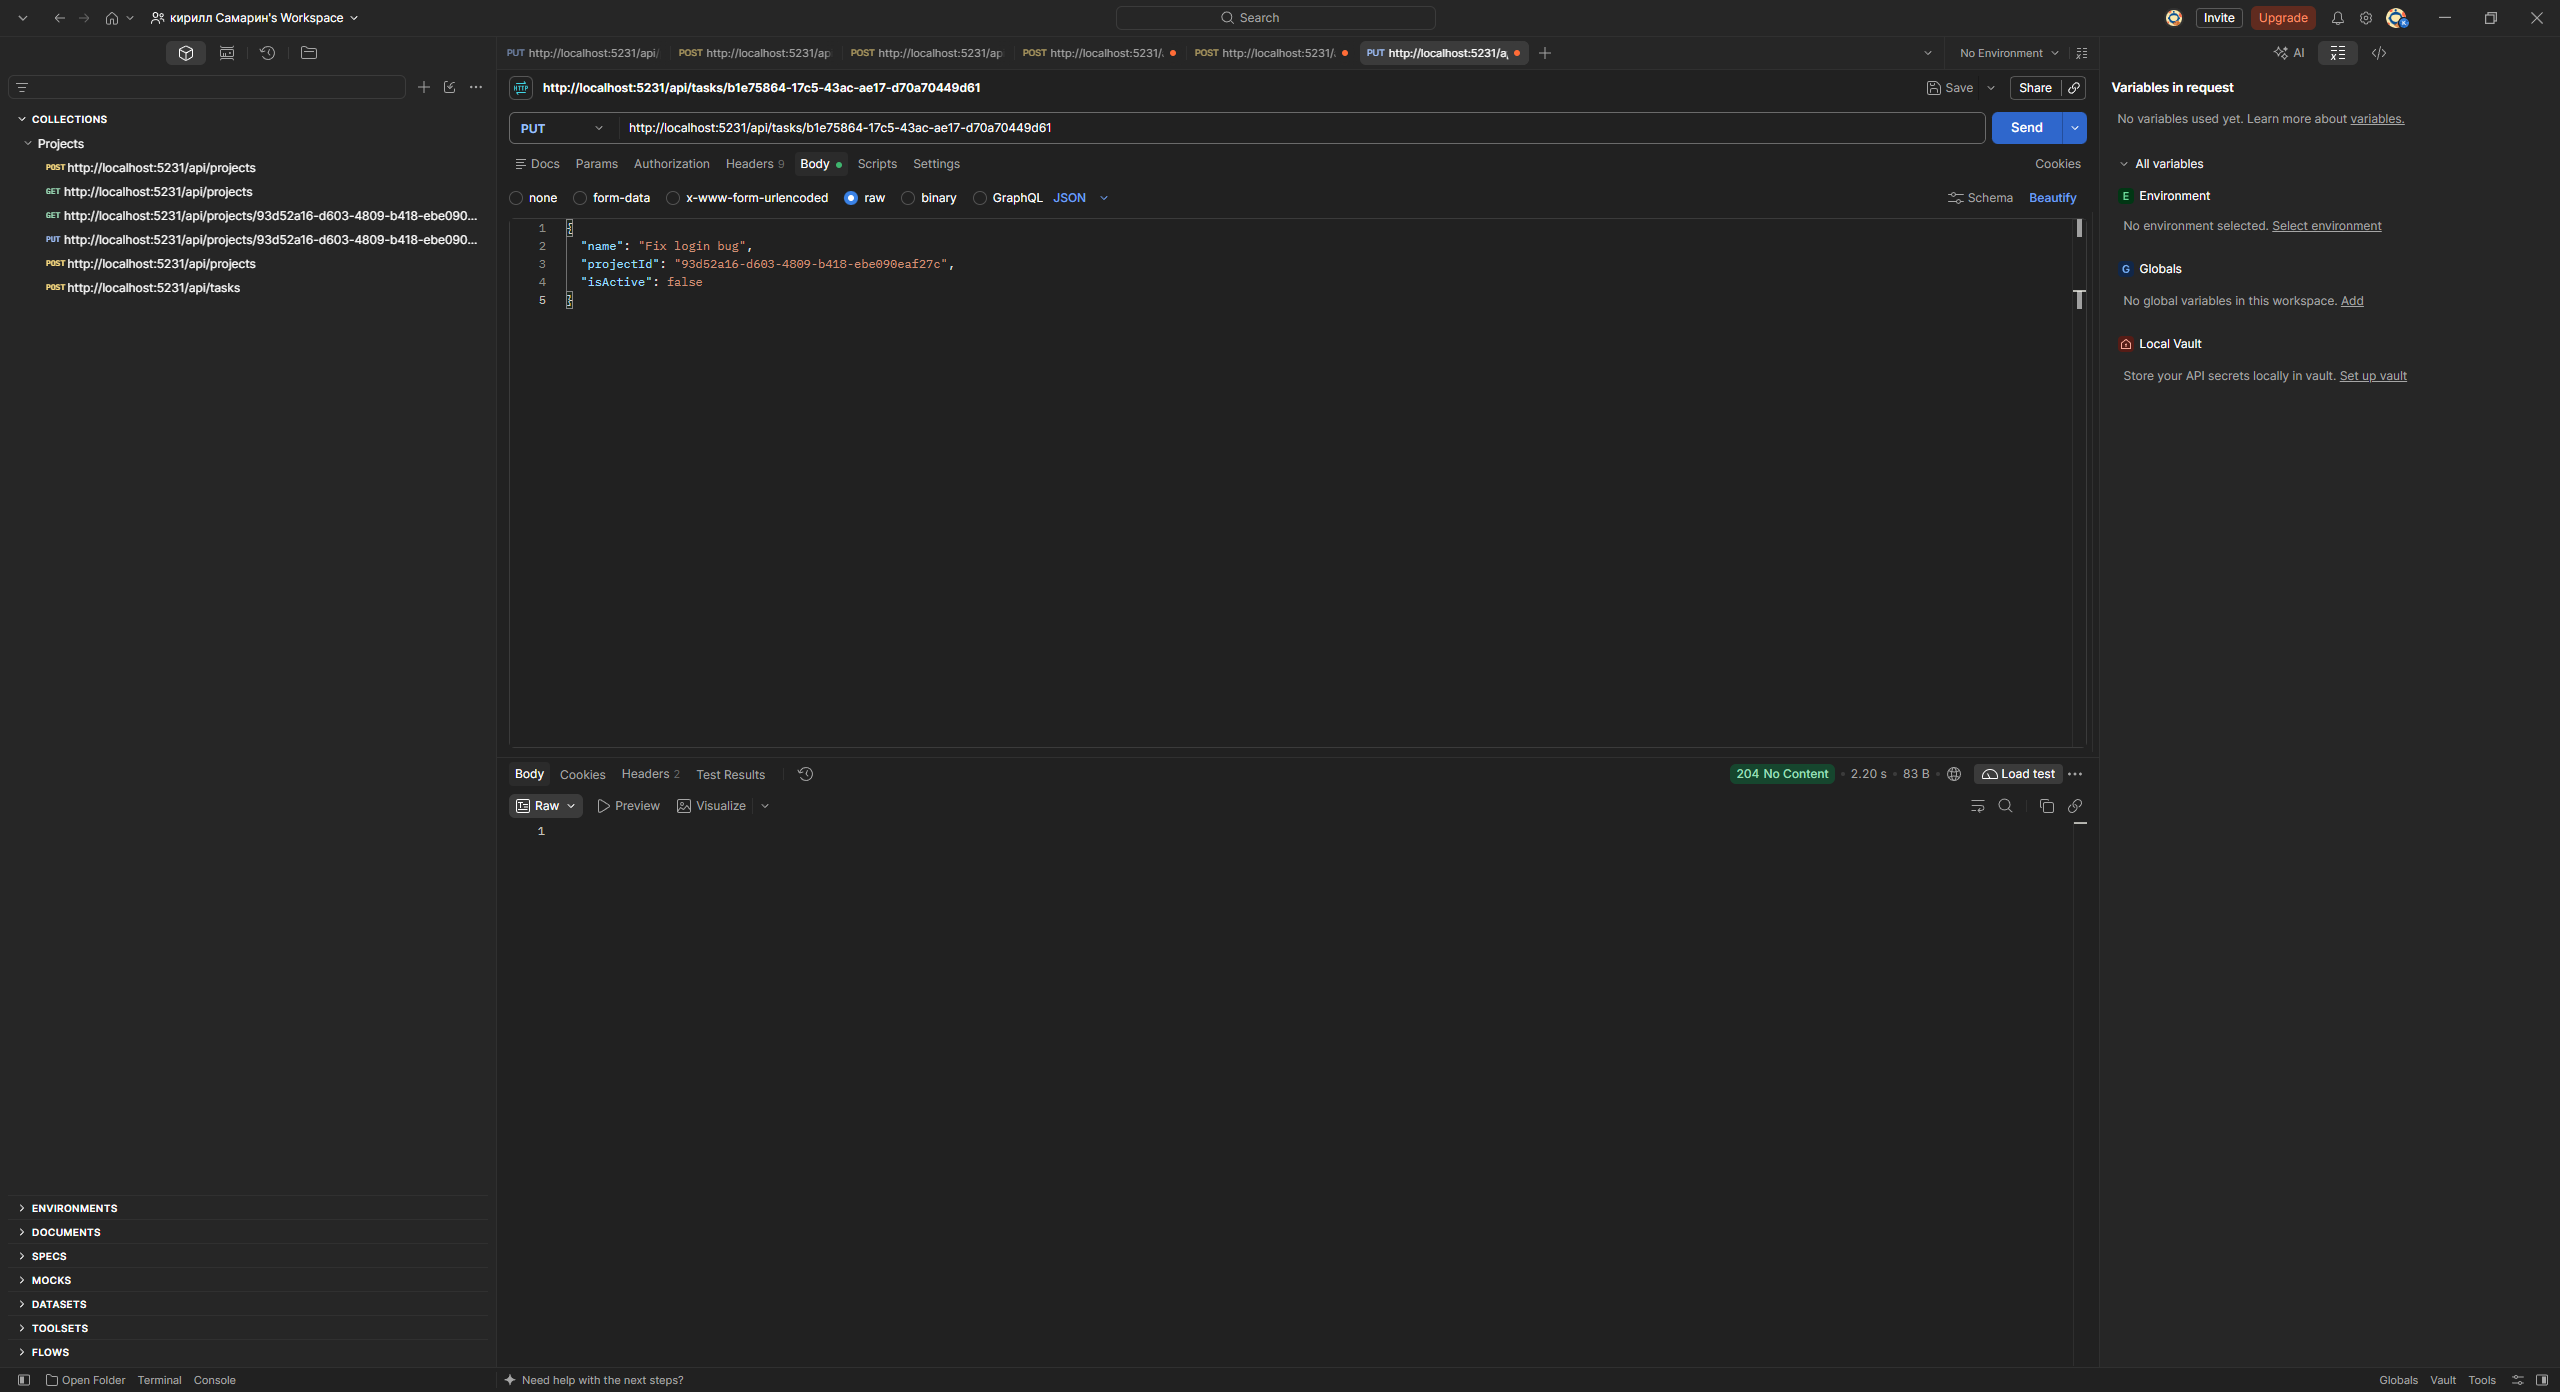 кирилл Самарин's Workspace
Search
Invite
Upgrade
COLLECTIONS
Projects
POST http://localhost:5231/api/projects
GET http://localhost:5231/api/projects
GET http://localhost:5231/api/projects/93d52a16-d603-4809-b418-ebe090...
PUT http://localhost:5231/api/projects/93d52a16-d603-4809-b418-ebe090...
POST http://localhost:5231/api/projects
POST http://localhost:5231/api/tasks
ENVIRONMENTS
DOCUMENTS
SPECS
MOCKS
DATASETS
TOOLSETS
FLOWS
PUT http://localhost:5231/api/ POST http://localhost:5231/ap POST http://localhost:5231/ap POST http://localhost:5231/ POST http://localhost:5231/ PUT http://localhost:5231/a
No Environment
http://localhost:5231/api/tasks/b1e75864-17c5-43ac-ae17-d70a70449d61
Save Share
PUT http://localhost:5231/api/tasks/b1e75864-17c5-43ac-ae17-d70a70449d61 Send
Docs Params Authorization Headers 9 Body Scripts Settings Cookies
none form-data x-www-form-urlencoded raw binary GraphQL JSON Schema Beautify
1 {
2 "name": "Fix login bug",
3 "projectId": "93d52a16-d603-4809-b418-ebe090eaf27c",
4 "isActive": false
5 }
Body Cookies Headers 2 Test Results 204 No Content 2.20 s 83 B Load test
Raw Preview Visualize
1
AI
Variables in request
No variables used yet. Learn more about variables.
All variables
E Environment
No environment selected. Select environment
G Globals
No global variables in this workspace. Add
Local Vault
Store your API secrets locally in vault. Set up vault
Open Folder Terminal Console Need help with the next steps? Globals Vault Tools